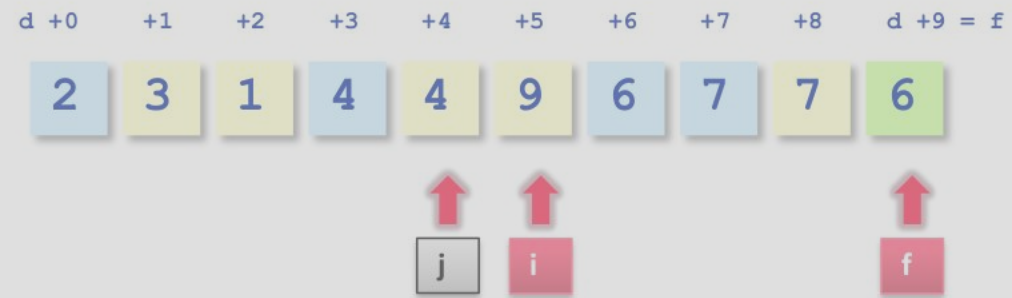 d +0 +1 +2 +3 +4 +5 +6 +7 +8 d +9 = f
2 3 1 4 4 9 6 7 7 6
j i f